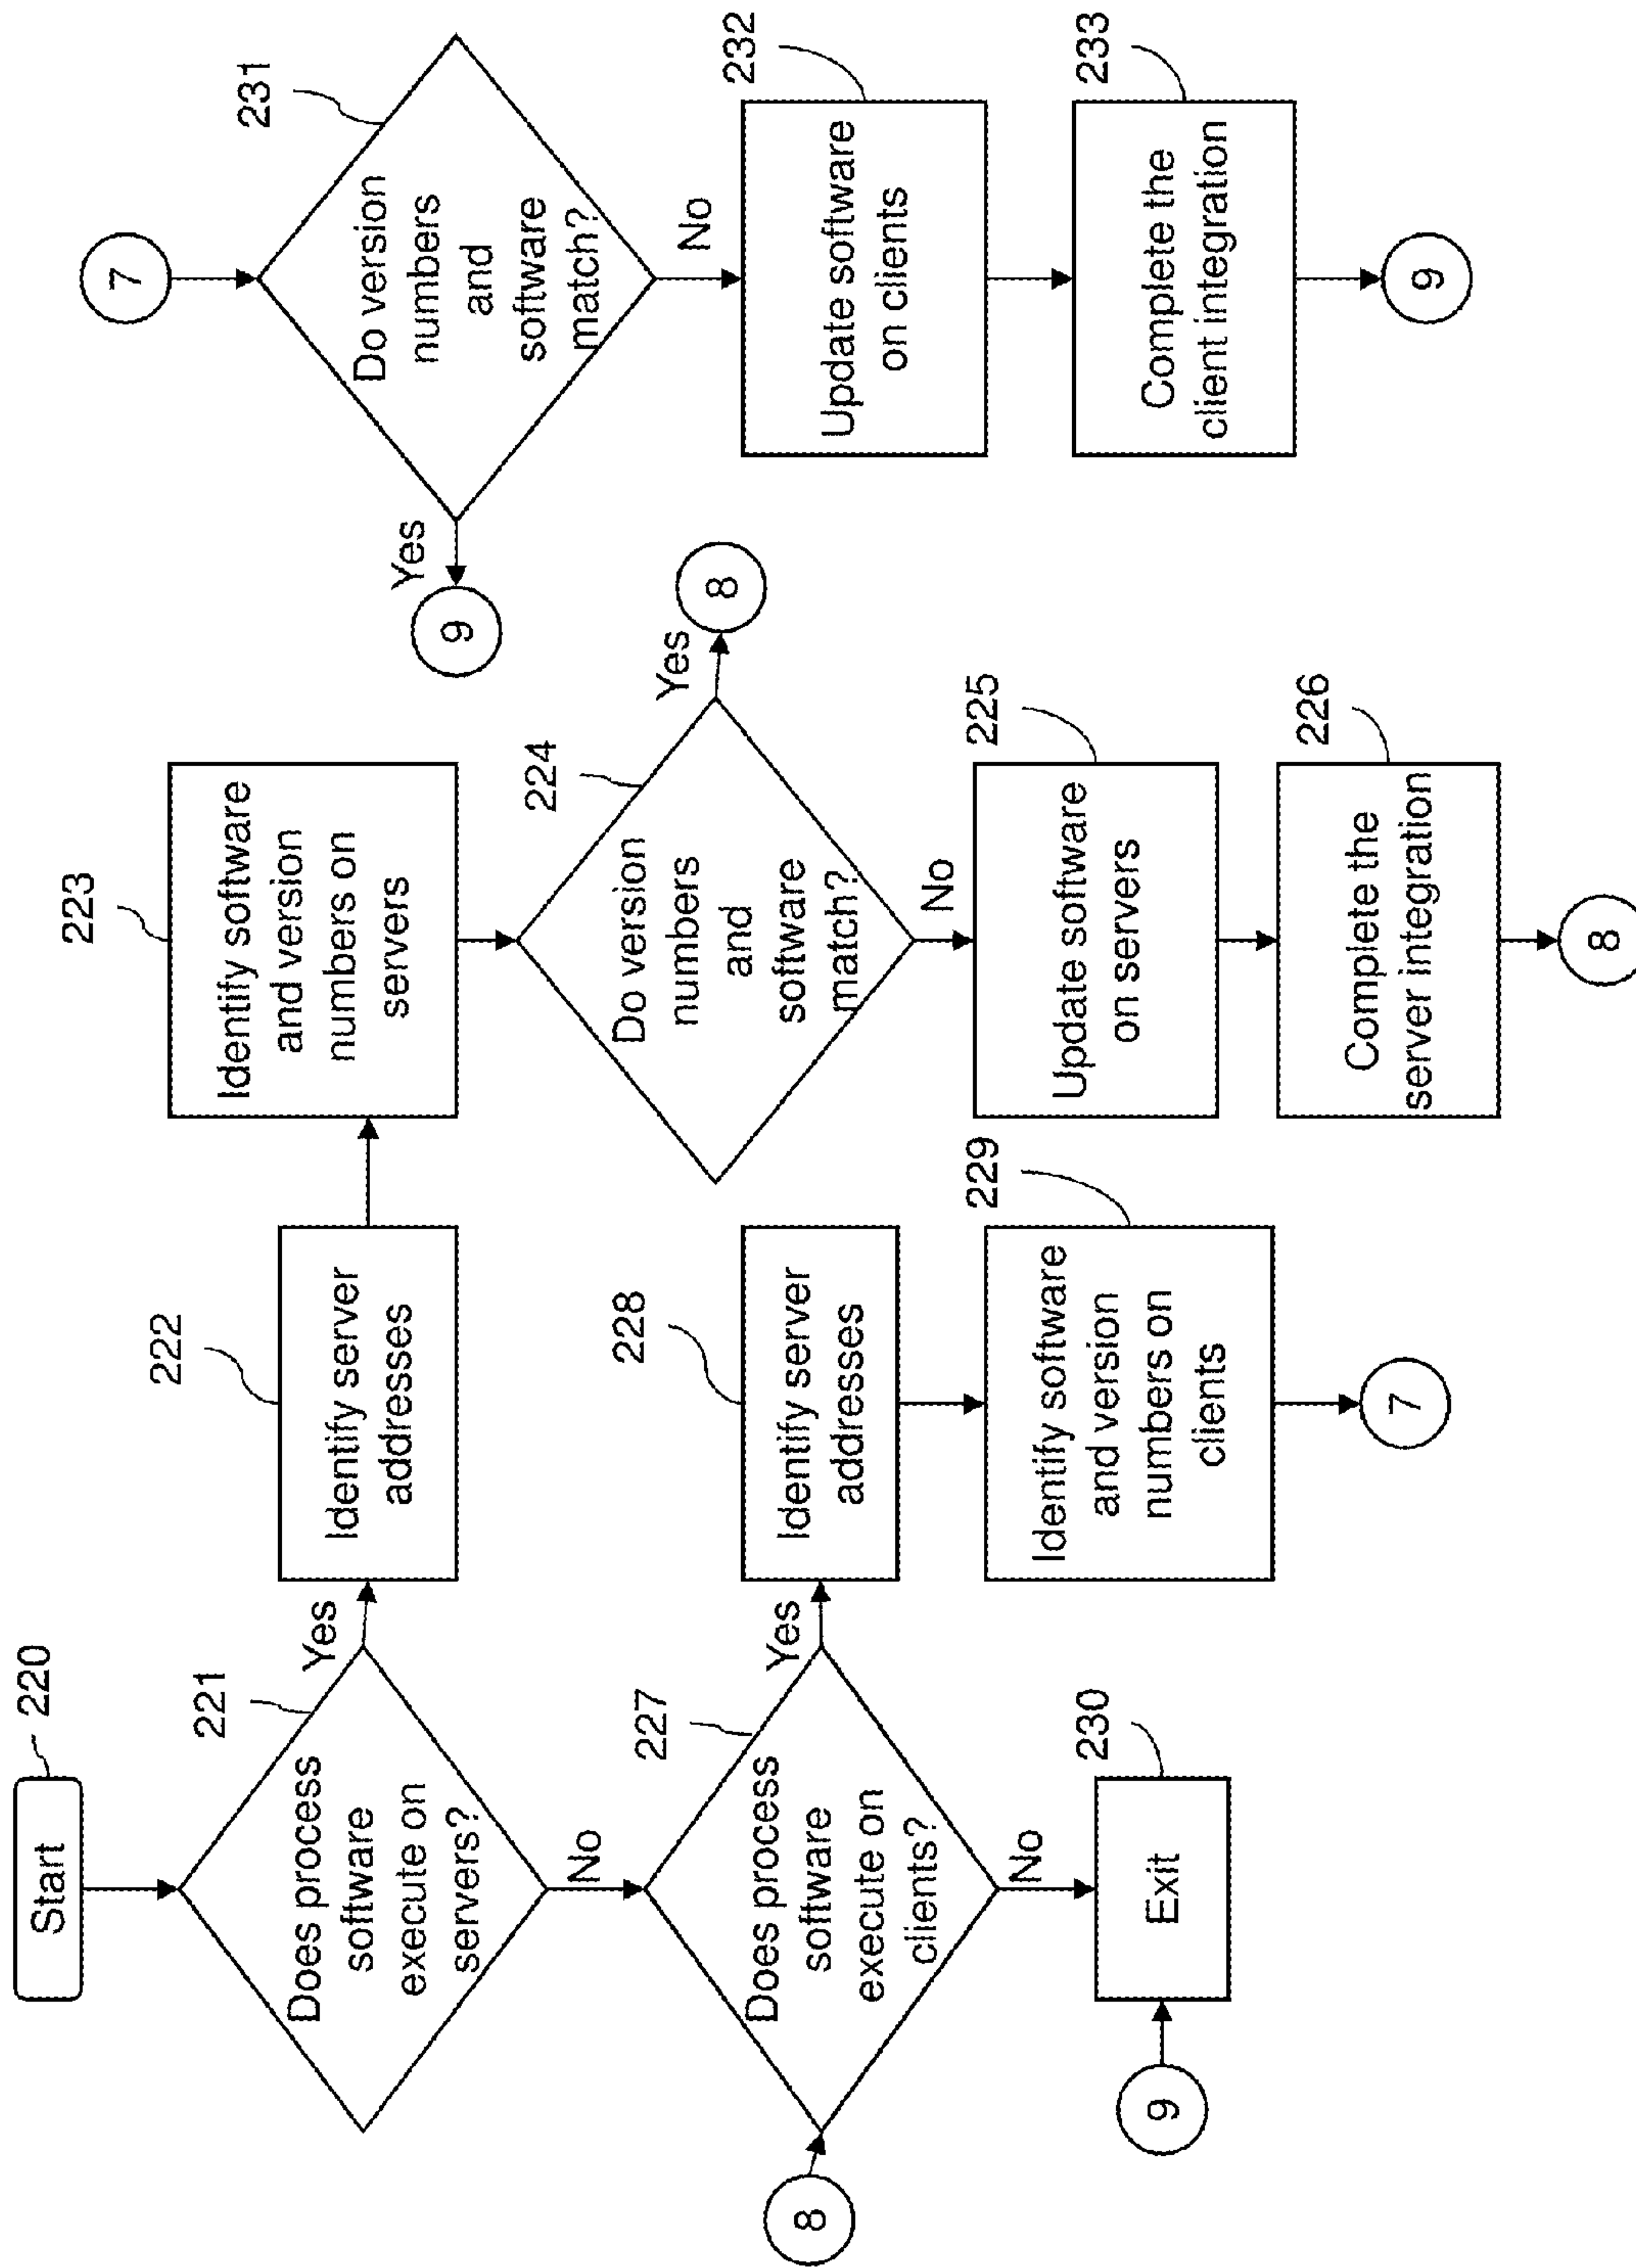 Start
220
Does process
software
execute on
servers?
221
Yes
No
Identify server
addresses
222
Identify software
and version
numbers on
servers
223
Do version
numbers
and
software
match?
224
Yes
8
No
Update software
on servers
225
Complete the
server integration
226
8
8
Does process
software
execute on
clients?
227
Yes
No
Identify server
addresses
228
Identify software
and version
numbers on
clients
229
7
9
Exit
230
7
Do version
numbers
and
software
match?
231
Yes
9
No
Update software
on clients
232
Complete the
client integration
233
9